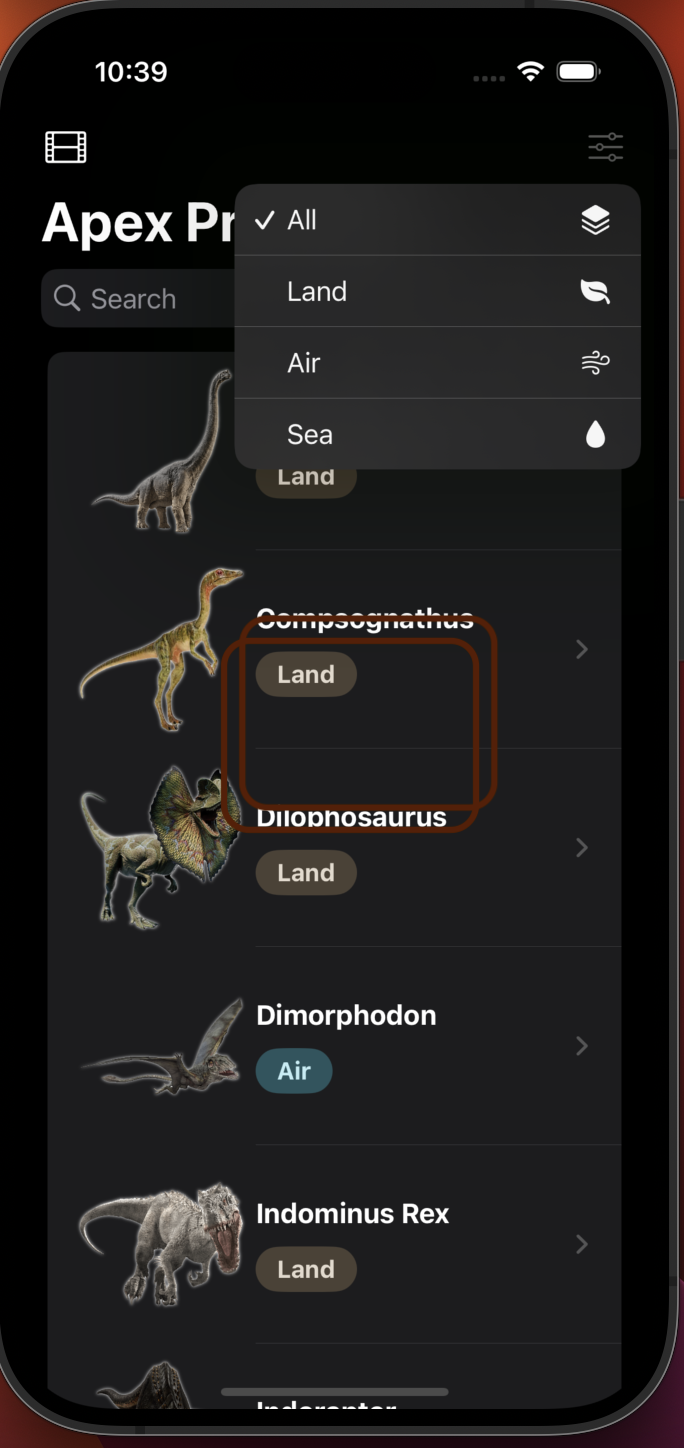 10:39
Apex Pr
All
Land
Air
Sea
Search
Land
Compsognathus
Land
Dilophosaurus
Land
Dimorphodon
Air
Indominus Rex
Land
Indoraptor